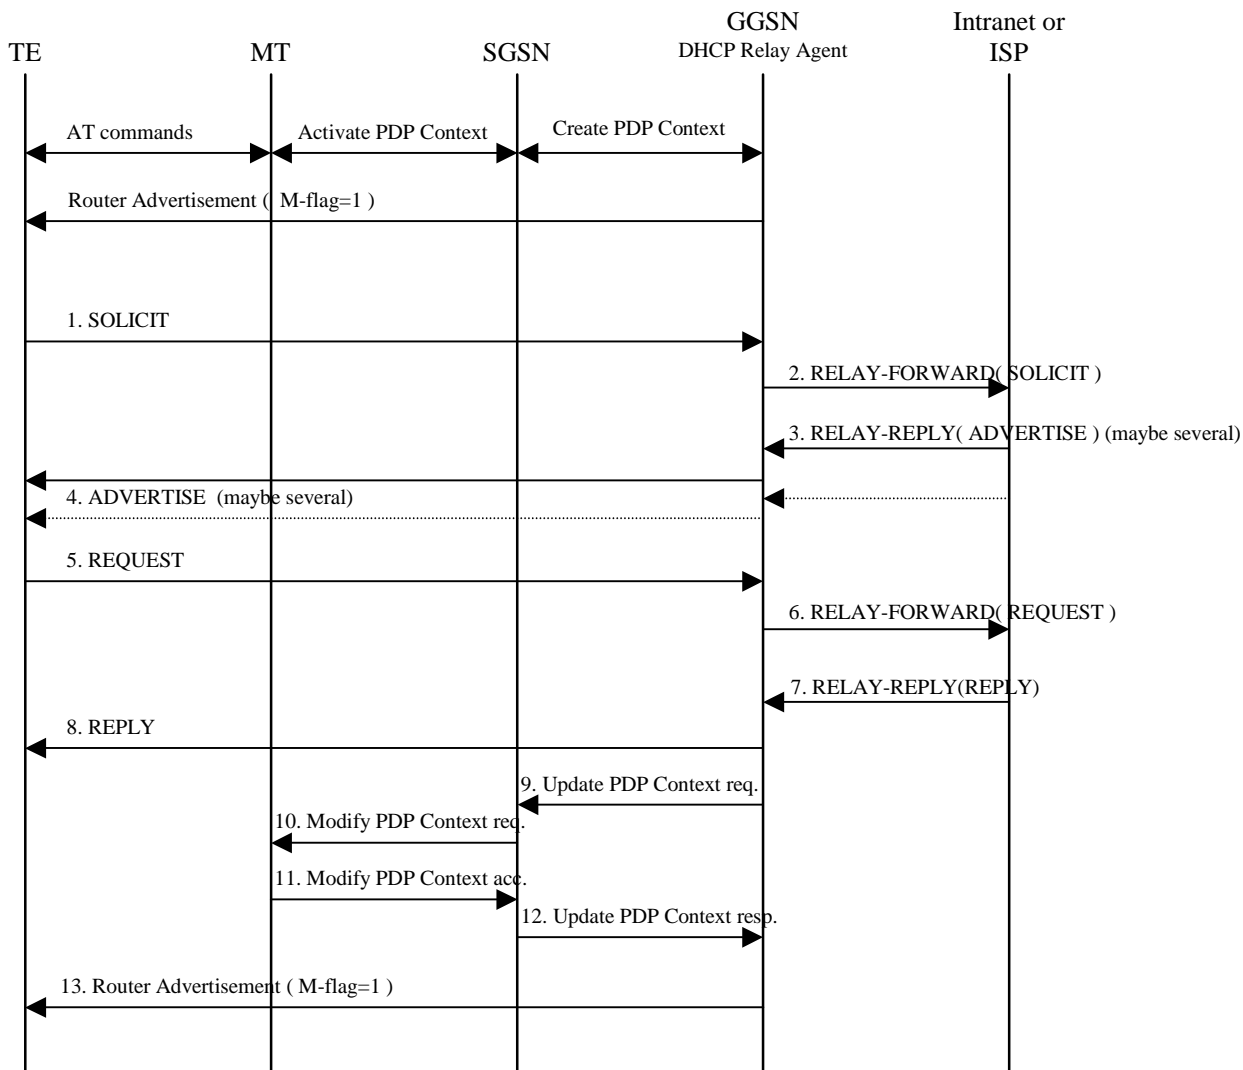 GGSN
Intranet or
TE
MT
SGSN
DHCP Relay Agent
ISP
AT commands
Activate PDP Context
Create PDP Context
Router Advertisement ( M-flag=1 )
1. SOLICIT
2. RELAY-FORWARD( SOLICIT )
3. RELAY-REPLY( ADVERTISE ) (maybe several)
4. ADVERTISE (maybe several)
5. REQUEST
6. RELAY-FORWARD( REQUEST )
7. RELAY-REPLY(REPLY)
8. REPLY
9. Update PDP Context req.
10. Modify PDP Context req.
11. Modify PDP Context acc.
12. Update PDP Context resp.
13. Router Advertisement ( M-flag=1 )